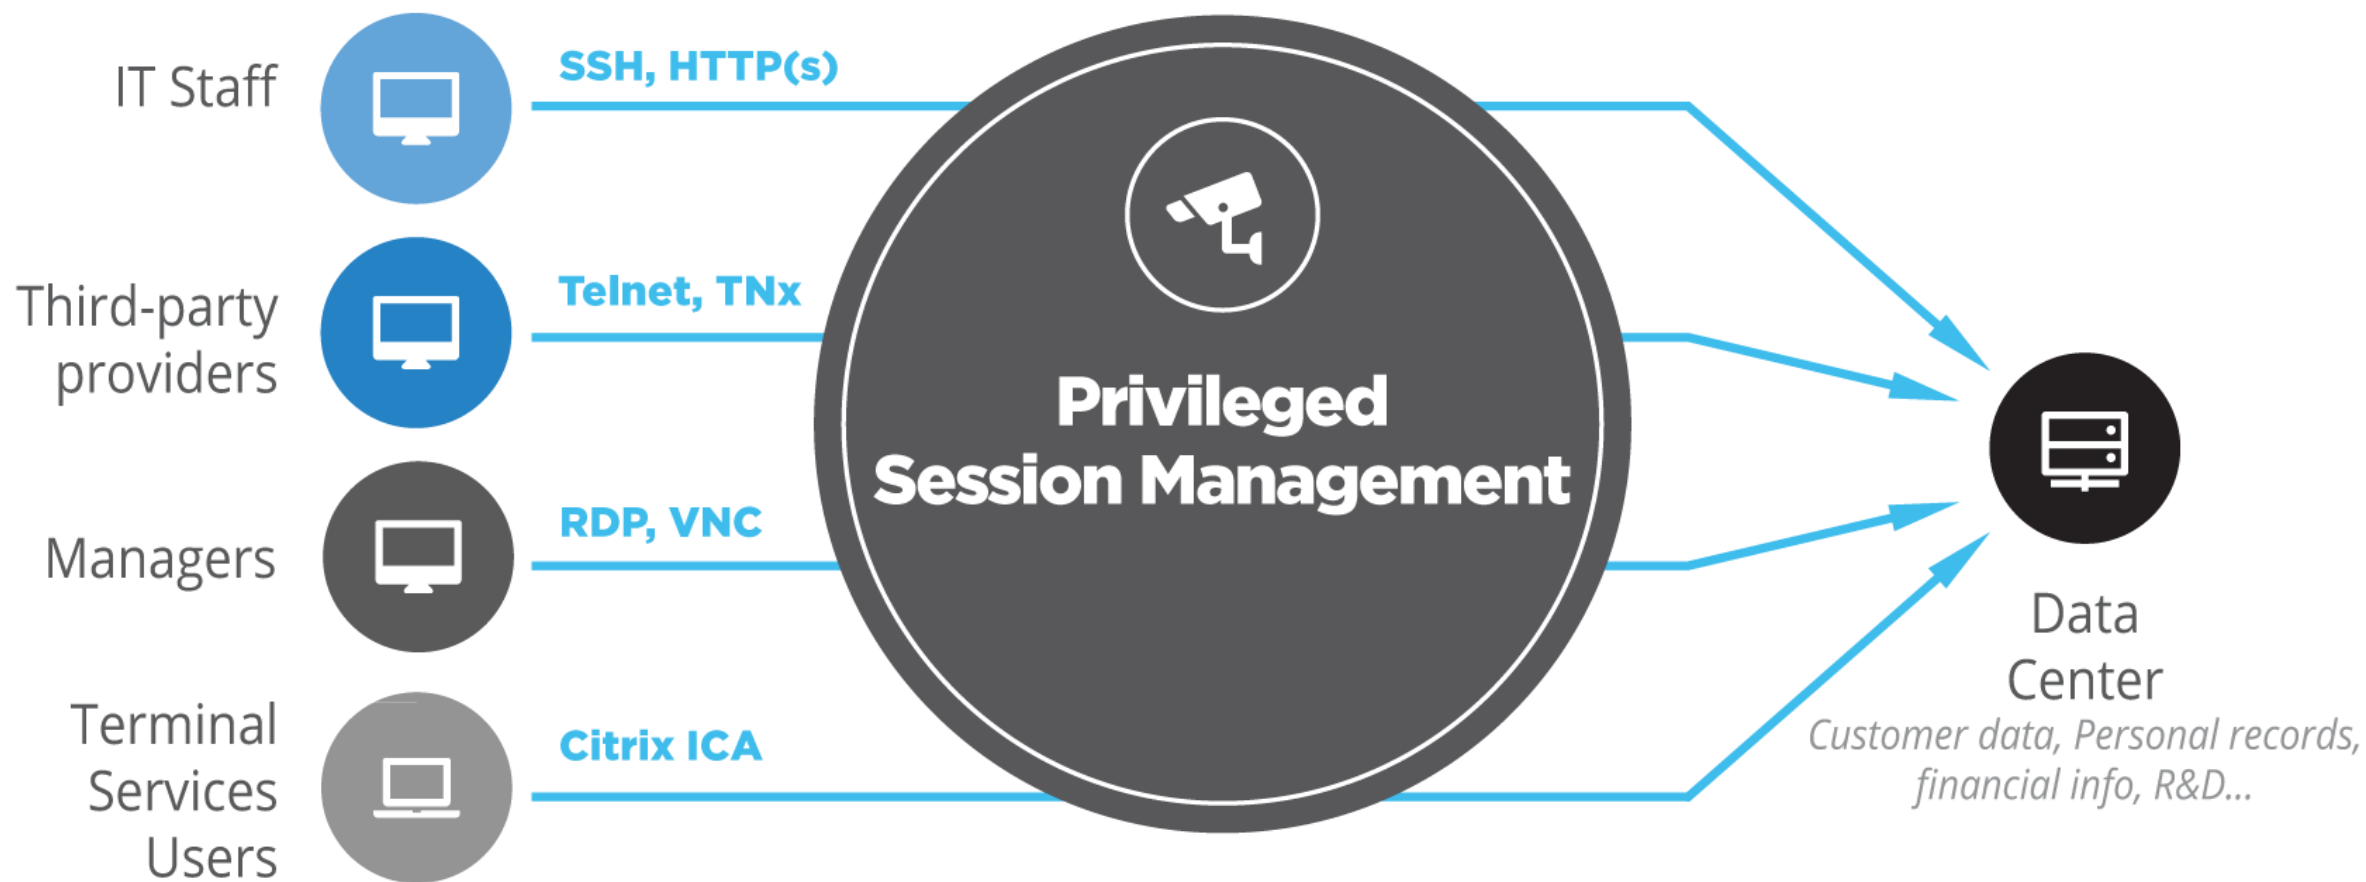 IT Staff
SSH, HTTP(s)
Third-party
providers
Telnet, TNx
Privileged
Session Management
Managers
RDP, VNC
Terminal
Services
Users
Citrix ICA
Data
Center
Customer data, Personal records,
financial info, R&D...